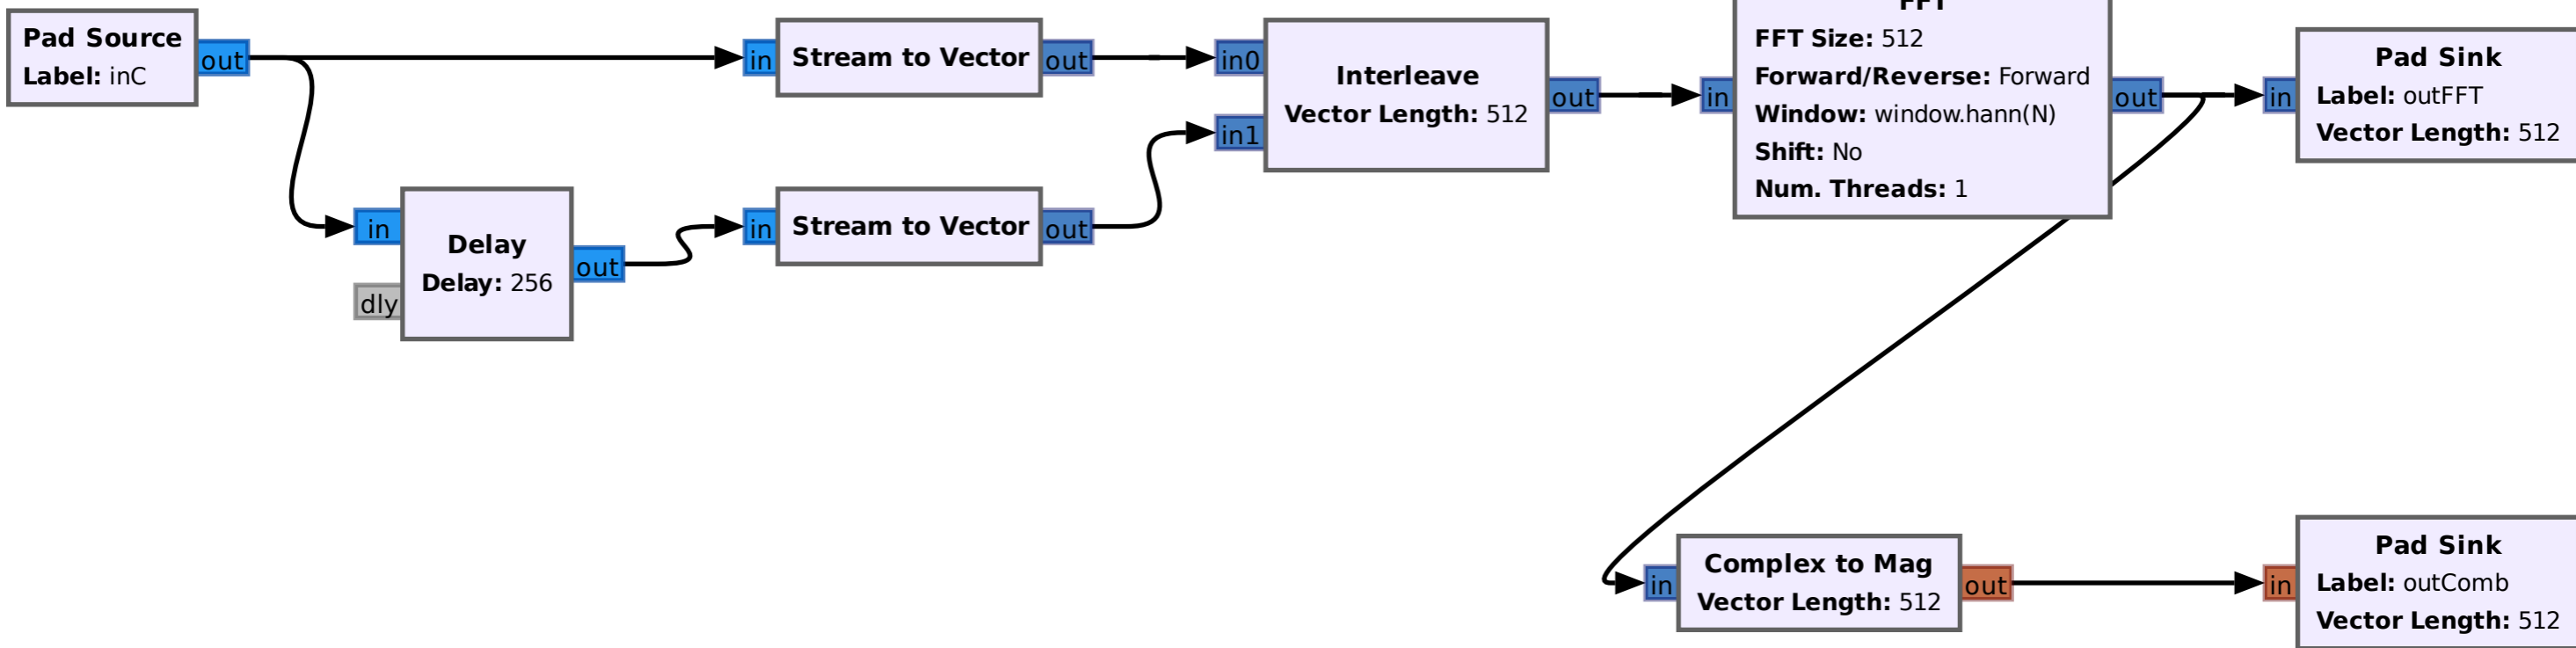 Pad Source
Label: inC
out
in
Stream to Vector
out
in0
in1
Interleave
Vector Length: 512
out
in
FFT
FFT Size: 512
Forward/Reverse: Forward
Window: window.hann(N)
Shift: No
Num. Threads: 1
out
in
Pad Sink
Label: outFFT
Vector Length: 512
in
dly
Delay
Delay: 256
out
in
Stream to Vector
out
in
Complex to Mag
Vector Length: 512
out
in
Pad Sink
Label: outComb
Vector Length: 512